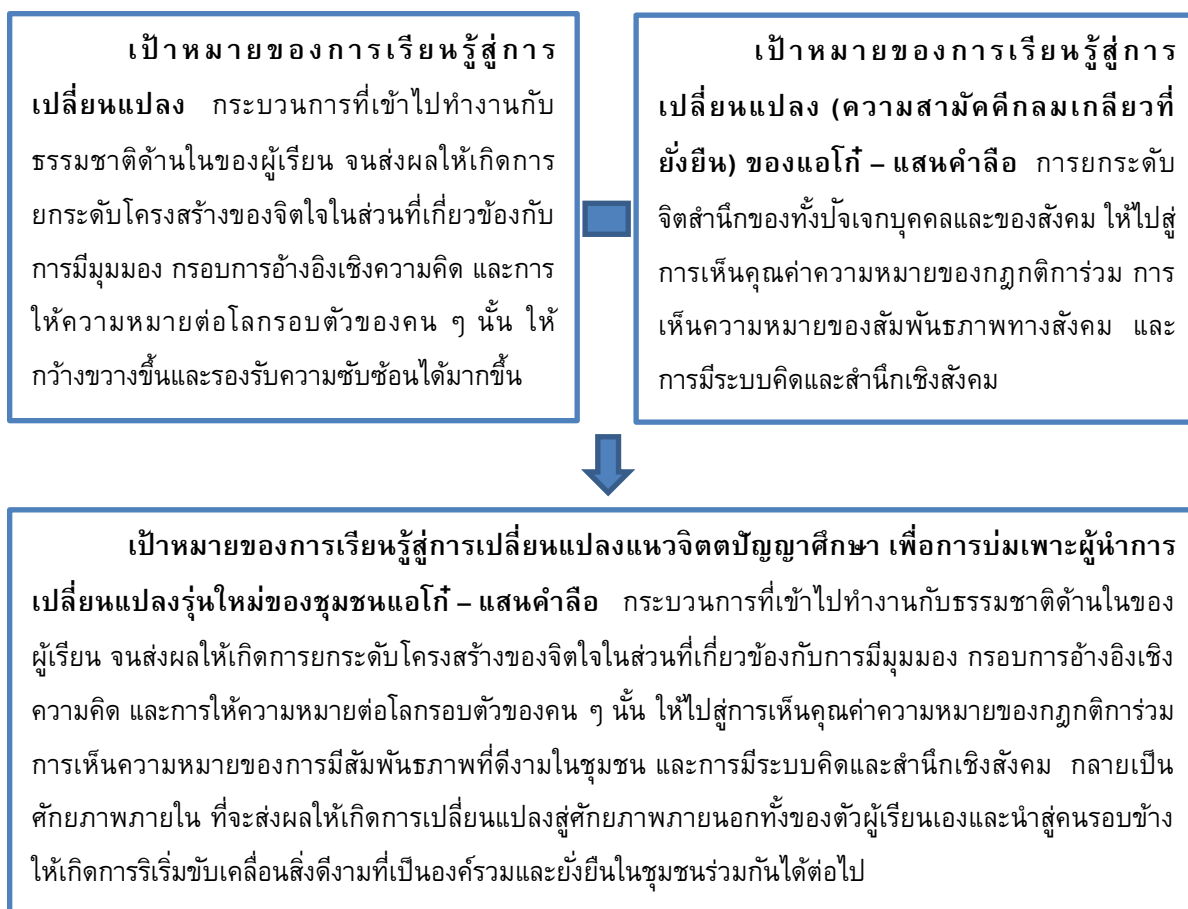 เป้าหมายของการเรียนรู้สู่การ
เปลี่ยนแปลง กระบวนการที่เข้าไปทำงานกับ
ธรรมชาติด้านในของผู้เรียน จนส่งผลให้เกิดการ
ยกระดับโครงสร้างของจิตใจในส่วนที่เกี่ยวข้องกับ
การมีมุมมอง กรอบการอ้างอิงเชิงความคิด และการ
ให้ความหมายต่อโลกรอบตัวของคน ๆ นั้น ให้
กว้างขวางขึ้นและรองรับความซับซ้อนได้มากขึ้น
เป้าหมายของการเรียนรู้สู่การ
เปลี่ยนแปลง (ความสามัคคีกลมเกลียวที่
ยั่งยืน) ของแอโก๋ – แสนคำลือ การยกระดับ
จิตสำนึกของทั้งปัจเจกบุคคลและของสังคม ให้ไปสู่
การเห็นคุณค่าความหมายของกฎกติการ่วม การ
เห็นความหมายของสัมพันธภาพทางสังคม และ
การมีระบบคิดและสำนึกเชิงสังคม
เป้าหมายของการเรียนรู้สู่การเปลี่ยนแปลงแนวจิตตปัญญาศึกษา เพื่อการบ่มเพาะผู้นำการ
เปลี่ยนแปลงรุ่นใหม่ของชุมชนแอโก๋ – แสนคำลือ กระบวนการที่เข้าไปทำงานกับธรรมชาติด้านในของ
ผู้เรียน จนส่งผลให้เกิดการยกระดับโครงสร้างของจิตใจในส่วนที่เกี่ยวข้องกับการมีมุมมอง กรอบการอ้างอิงเชิง
ความคิด และการให้ความหมายต่อโลกรอบตัวของคน ๆ นั้น ให้ไปสู่การเห็นคุณค่าความหมายของกฎกติการ่วม
การเห็นความหมายของการมีสัมพันธภาพที่ดีงามในชุมชน และการมีระบบคิดและสำนึกเชิงสังคม กลายเป็น
ศักยภาพภายใน ที่จะส่งผลให้เกิดการเปลี่ยนแปลงสู่ศักยภาพภายนอกทั้งของตัวผู้เรียนเองและนำสู่คนรอบข้าง
ให้เกิดการริเริ่มขับเคลื่อนสิ่งดีงามที่เป็นองค์รวมและยั่งยืนในชุมชนร่วมกันได้ต่อไป